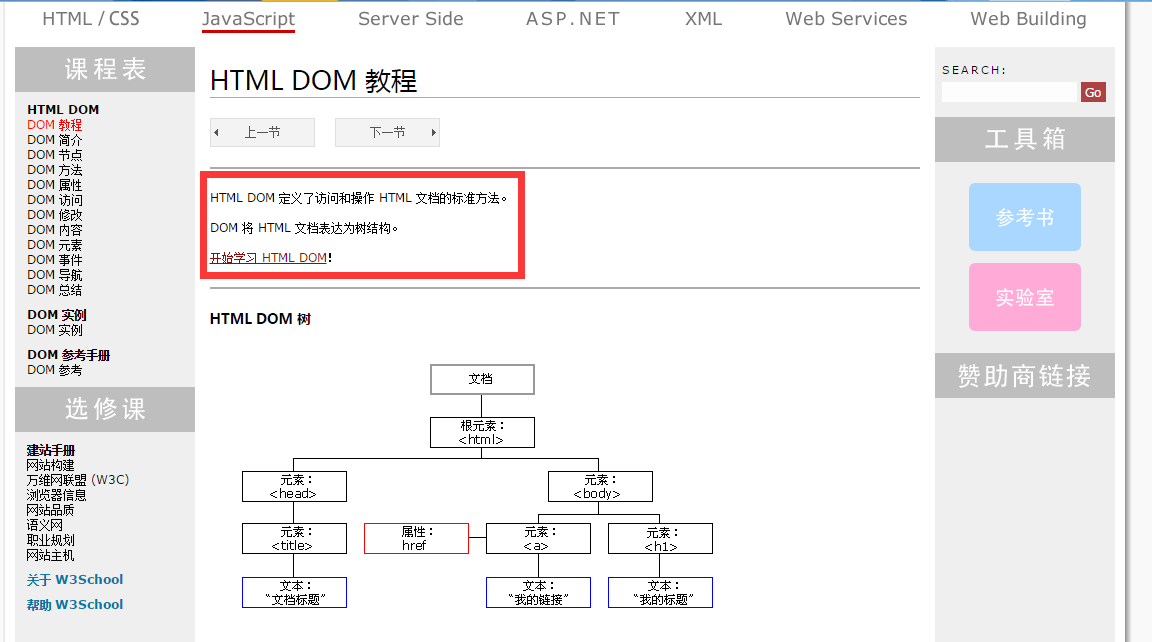 HTML / CSS
JavaScript
Server Side
ASP.NET
XML
Web Services
Web Building
课程表
HTML DOM
DOM 教程
DOM 简介
DOM 节点
DOM 方法
DOM 属性
DOM 访问
DOM 修改
DOM 内容
DOM 元素
DOM 事件
DOM 导航
DOM 总结
DOM 实例
DOM 实例
DOM 参考手册
DOM 参考
选修课
建站手册
网站构建
万维网联盟 (W3C)
浏览器信息
网站品质
语义网
职业规划
网站主机
关于 W3School
帮助 W3School
HTML DOM 教程
上一节
下一节
HTML DOM 定义了访问和操作 HTML 文档的标准方法。
DOM 将 HTML 文档表达为树结构。
开始学习 HTML DOM!
HTML DOM 树
文档
根元素：
<html>
元素：
<head>
元素：
<body>
元素：
<title>
属性：
href
元素：
<a>
元素：
<h1>
文本：
“文档标题”
文本：
“我的链接”
文本：
“我的标题”
SEARCH:
Go
工具箱
参考书
实验室
赞助商链接